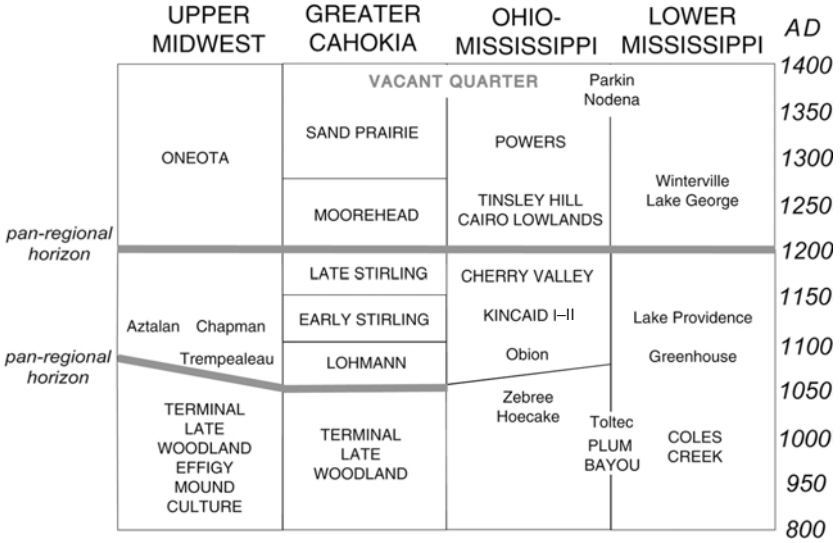 UPPER
MIDWEST
GREATER
CAHOKIA
OHIO-
MISSISSIPPI
LOWER
MISSISSIPPI
AD
1400
1350
1300
1250
1200
1150
1100
1050
1000
950
900
800
pan-regional
horizon
pan-regional
horizon
ONEOTA
Aztalan
Chapman
Trempealeau
TERMINAL
LATE
WOODLAND
EFFIGY
MOUND
CULTURE
VACANT QUARTER
SAND PRAIRIE
MOOREHEAD
LATE STIRLING
EARLY STIRLING
LOHMANN
TERMINAL
LATE
WOODLAND
POWERS
TINSLEY HILL
CAIRO LOWLANDS
CHERRY VALLEY
KINCAID I–II
Obion
Zebree
Hoecake
Parkin
Nodena
Toltec
PLUM
BAYOU
Winterville
Lake George
Lake Providence
Greenhouse
COLES
CREEK